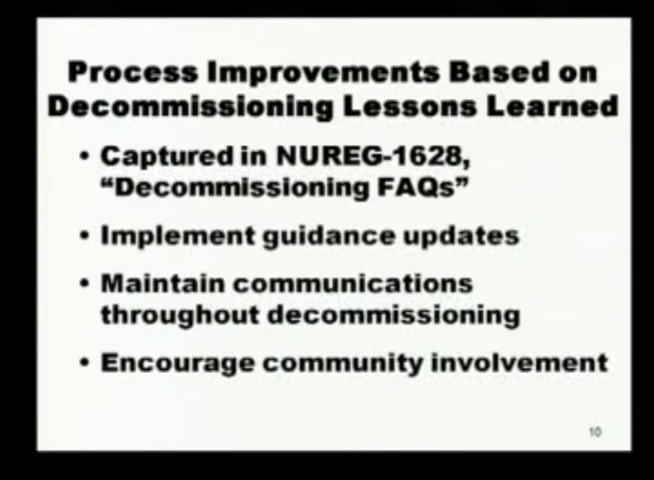 Process Improvements Based on
Decommissioning Lessons Learned
• Captured in NUREG-1628,
“Decommissioning FAQs”
• Implement guidance updates
• Maintain communications
throughout decommissioning
• Encourage community involvement
10